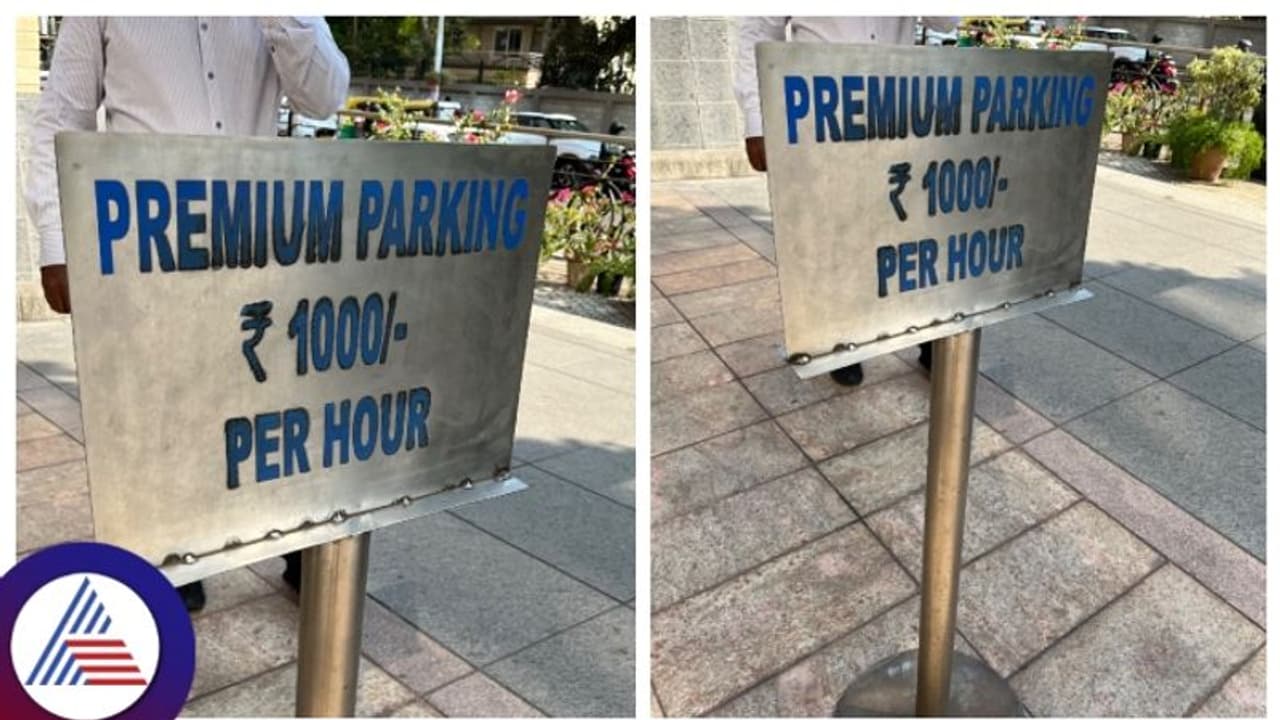 PREMIUM PARKING
₹ 1000/-
PER HOUR
PREMIUM PARKING
₹ 1000/-
PER HOUR